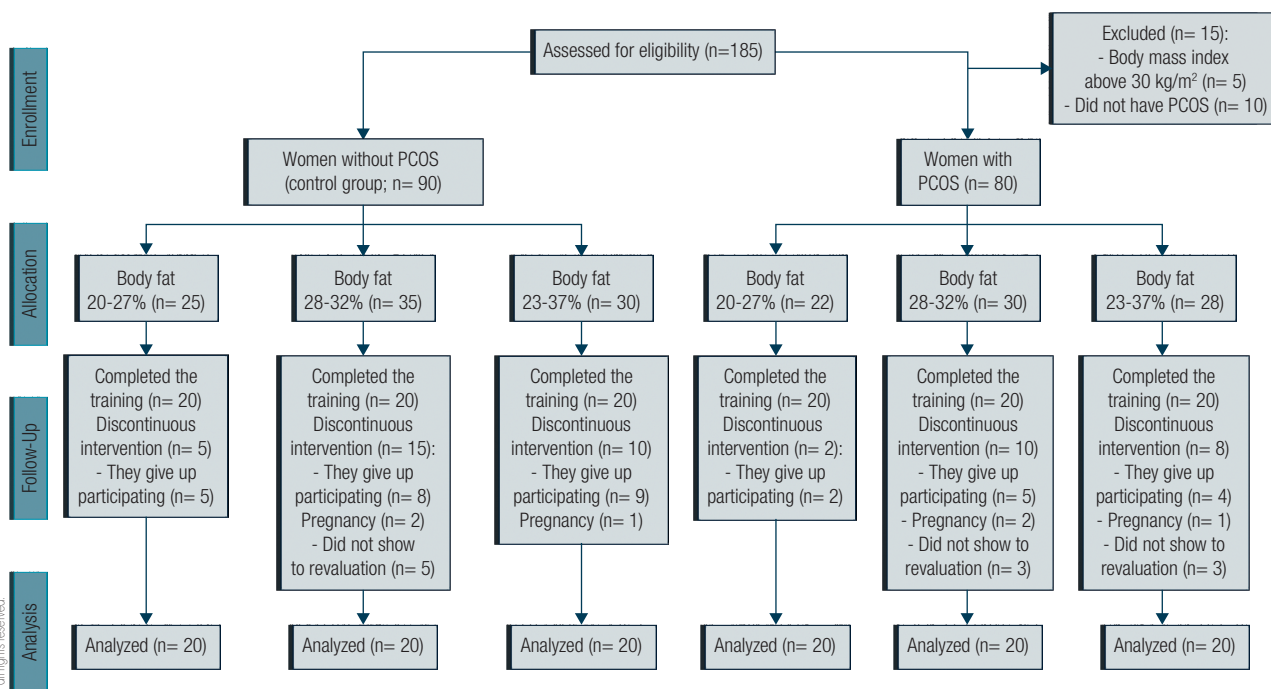 Assessed for eligibility (n=185)
Excluded (n= 15):
- Body mass index
above 30 kg/m² (n= 5)
- Did not have PCOS (n= 10)
Enrollment
Women without PCOS
(control group; n= 90)
Women with
PCOS (n= 80)
Allocation
Body fat
20-27% (n= 25)
Body fat
28-32% (n= 35)
Body fat
23-37% (n= 30)
Body fat
20-27% (n= 22)
Body fat
28-32% (n= 30)
Body fat
23-37% (n= 28)
Follow-Up
Completed the
training (n= 20)
Discontinuous
intervention (n= 5)
- They give up
participating (n= 5)
Completed the
training (n= 20)
Discontinuous
intervention (n= 15):
- They give up
participating (n= 8)
Pregnancy (n= 2)
- Did not show
to revaluation (n= 5)
Completed the
training (n= 20)
Discontinuous
intervention (n= 10)
- They give up
participating (n= 9)
Pregnancy (n= 1)
Completed the
training (n= 20)
Discontinuous
intervention (n= 2):
- They give up
participating (n= 2)
Completed the
training (n= 20)
Discontinuous
intervention (n= 10)
- They give up
participating (n= 5)
- Pregnancy (n= 2)
- Did not show to
revaluation (n= 3)
Completed the
training (n= 20)
Discontinuous
intervention (n= 8)
- They give up
participating (n= 4)
- Pregnancy (n= 1)
- Did not show to
revaluation (n= 3)
Analysis
Analyzed (n= 20)
Analyzed (n= 20)
Analyzed (n= 20)
Analyzed (n= 20)
Analyzed (n= 20)
Analyzed (n= 20)
all rights reserved.